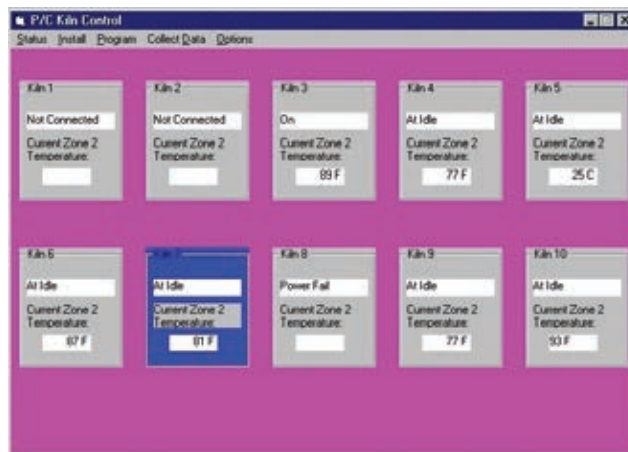 P/C Kiln Control
Status Install Program Collect Data Options
Kiln 1
Not Connected
Current Zone 2
Temperature:
Kiln 2
Not Connected
Current Zone 2
Temperature:
Kiln 3
On
Current Zone 2
Temperature:
89 F
Kiln 4
At Idle
Current Zone 2
Temperature:
77 F
Kiln 5
At Idle
Current Zone 2
Temperature:
25 C
Kiln 6
At Idle
Current Zone 2
Temperature:
87 F
At Idle
Current Zone 2
Temperature:
81 F
Kiln 8
Power Fail
Current Zone 2
Temperature:
Kiln 9
At Idle
Current Zone 2
Temperature:
77 F
Kiln 10
At Idle
Current Zone 2
Temperature:
93 F